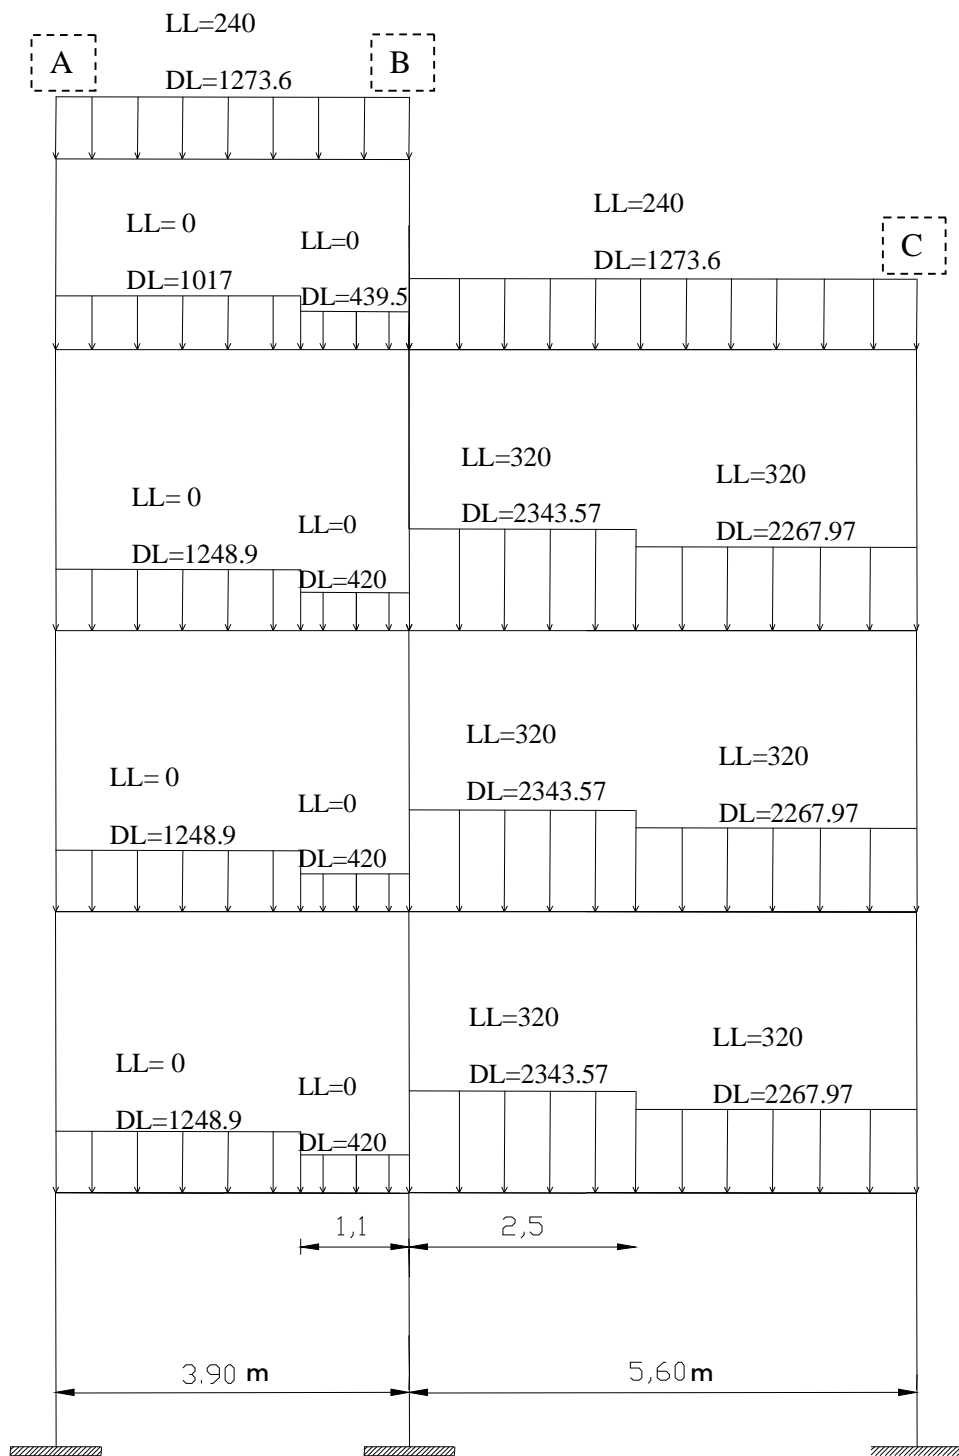 LL=240
A
B
DL=1273.6
LL=240
LL= 0
LL=0
C
DL=1273.6
DL=1017
DL=439.5
LL=320
LL=320
LL= 0
LL=0
DL=2343.57
DL=2267.97
DL=1248.9
DL=420
LL=320
LL=320
LL= 0
LL=0
DL=2343.57
DL=2267.97
DL=1248.9
DL=420
LL=320
LL=320
LL= 0
LL=0
DL=2343.57
DL=2267.97
DL=1248.9
DL=420
1,1
2,5
3.90 m
5,60 m